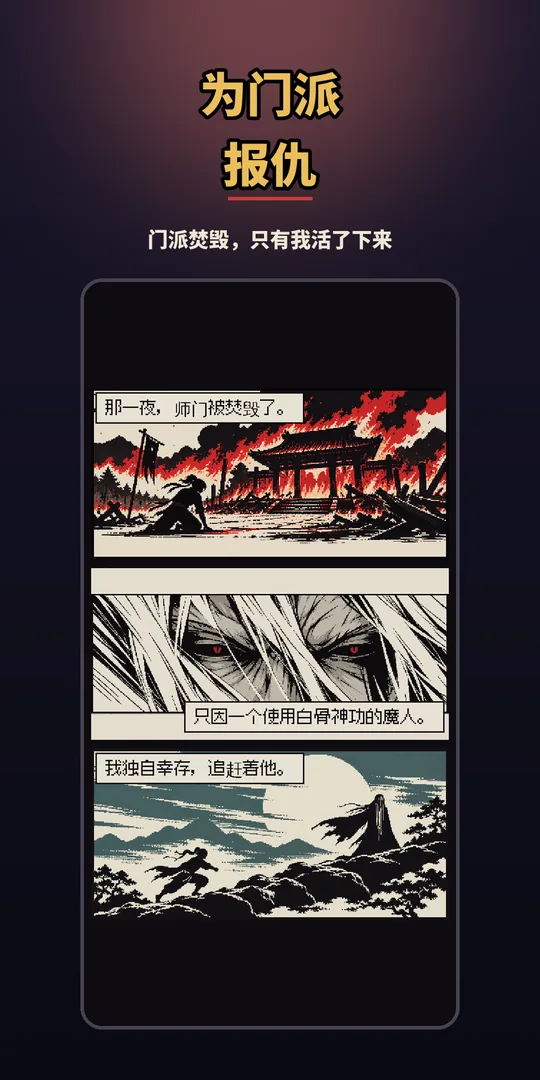 为门派
报仇
门派焚毁，只有我活了下来
那一夜，师门被焚毁了。
只因一个使用白骨神功的魔人。
我独自幸存，追赶着他。